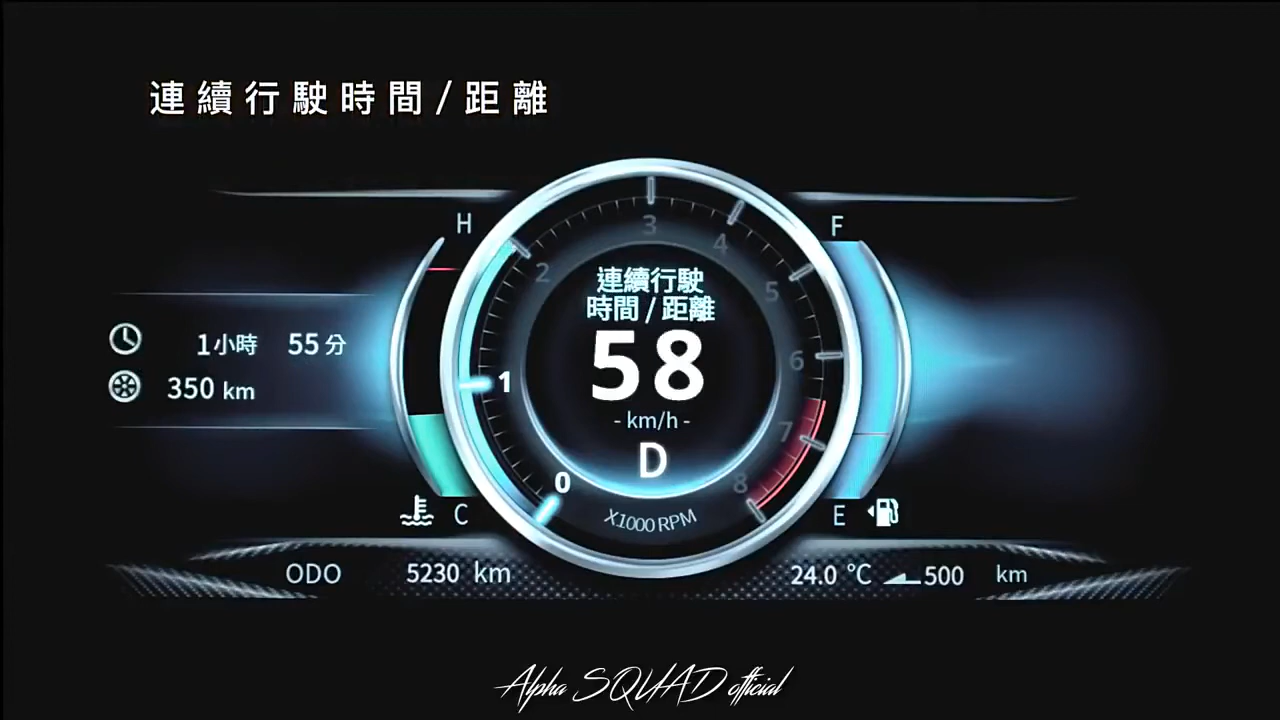 連續行駛時間/距離
H
F
3
4
2
5
連續行駛
時間/距離
1小時 55分
58
6
1
350 km
- km/h -
7
D
0
8
C
X1000 RPM
E
ODO 5230 km
24.0 °C 500 km
Alpha SQUAD official